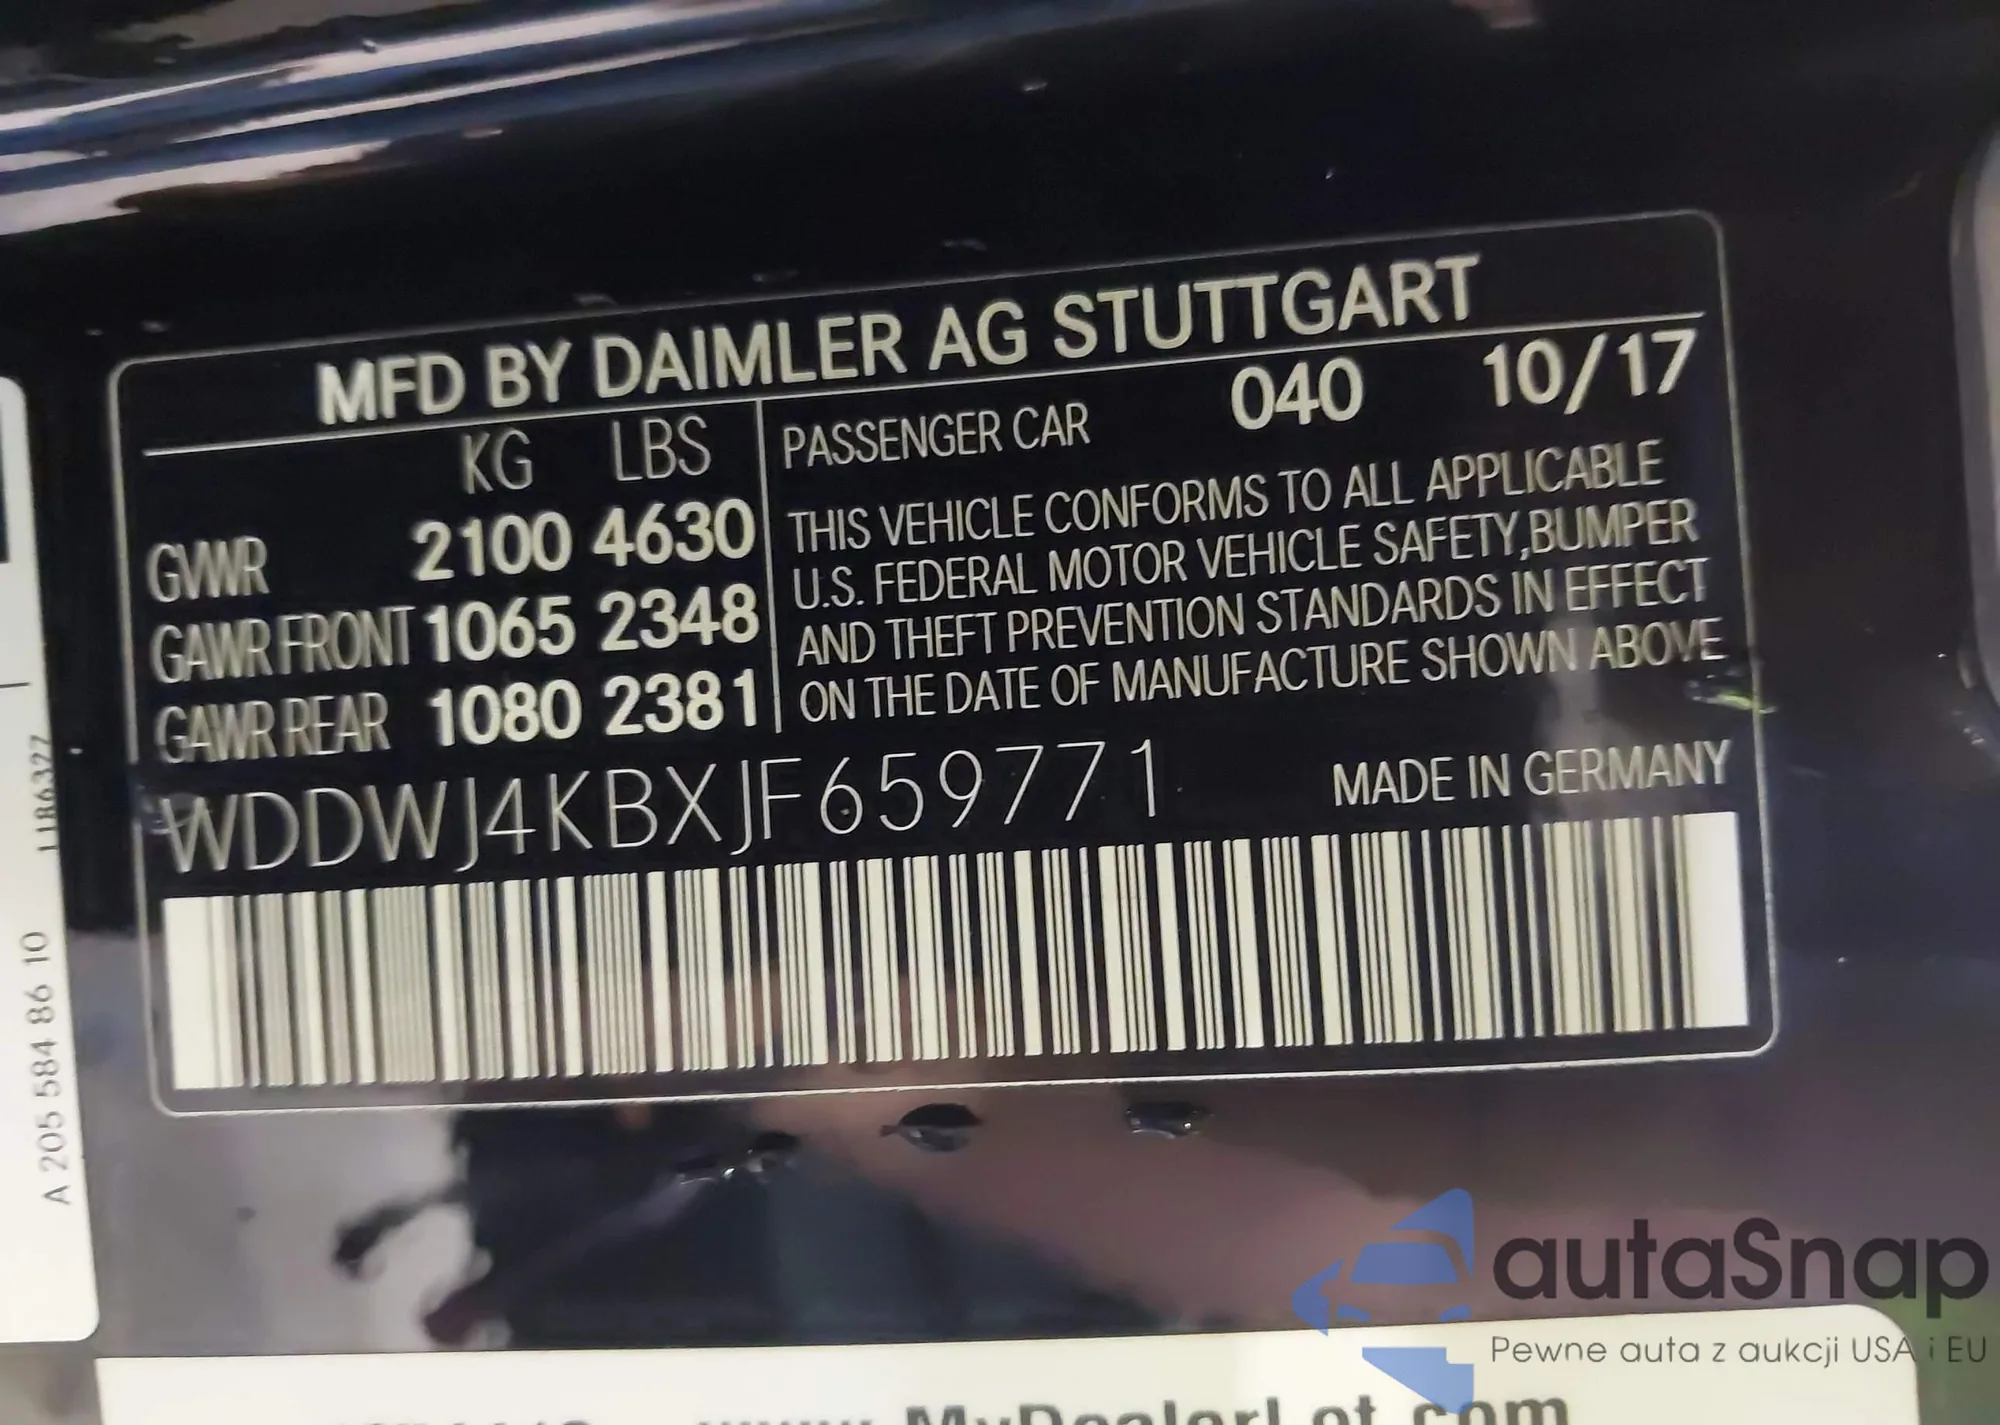 MFD BY DAIMLER AG STUTTGART
KG LBS
GVWR 2100 4630
GAWR FRONT 1065 2348
GAWR REAR 1080 2381
PASSENGER CAR 040 10/17
THIS VEHICLE CONFORMS TO ALL APPLICABLE
U.S. FEDERAL MOTOR VEHICLE SAFETY,BUMPER
AND THEFT PREVENTION STANDARDS IN EFFECT
ON THE DATE OF MANUFACTURE SHOWN ABOVE
WDDWJ4KBXJF659771 MADE IN GERMANY
A 205 584 86 10 1186327
autaSnap
Pewne auta z aukcji USA i EU
www.MyDealerLot.com